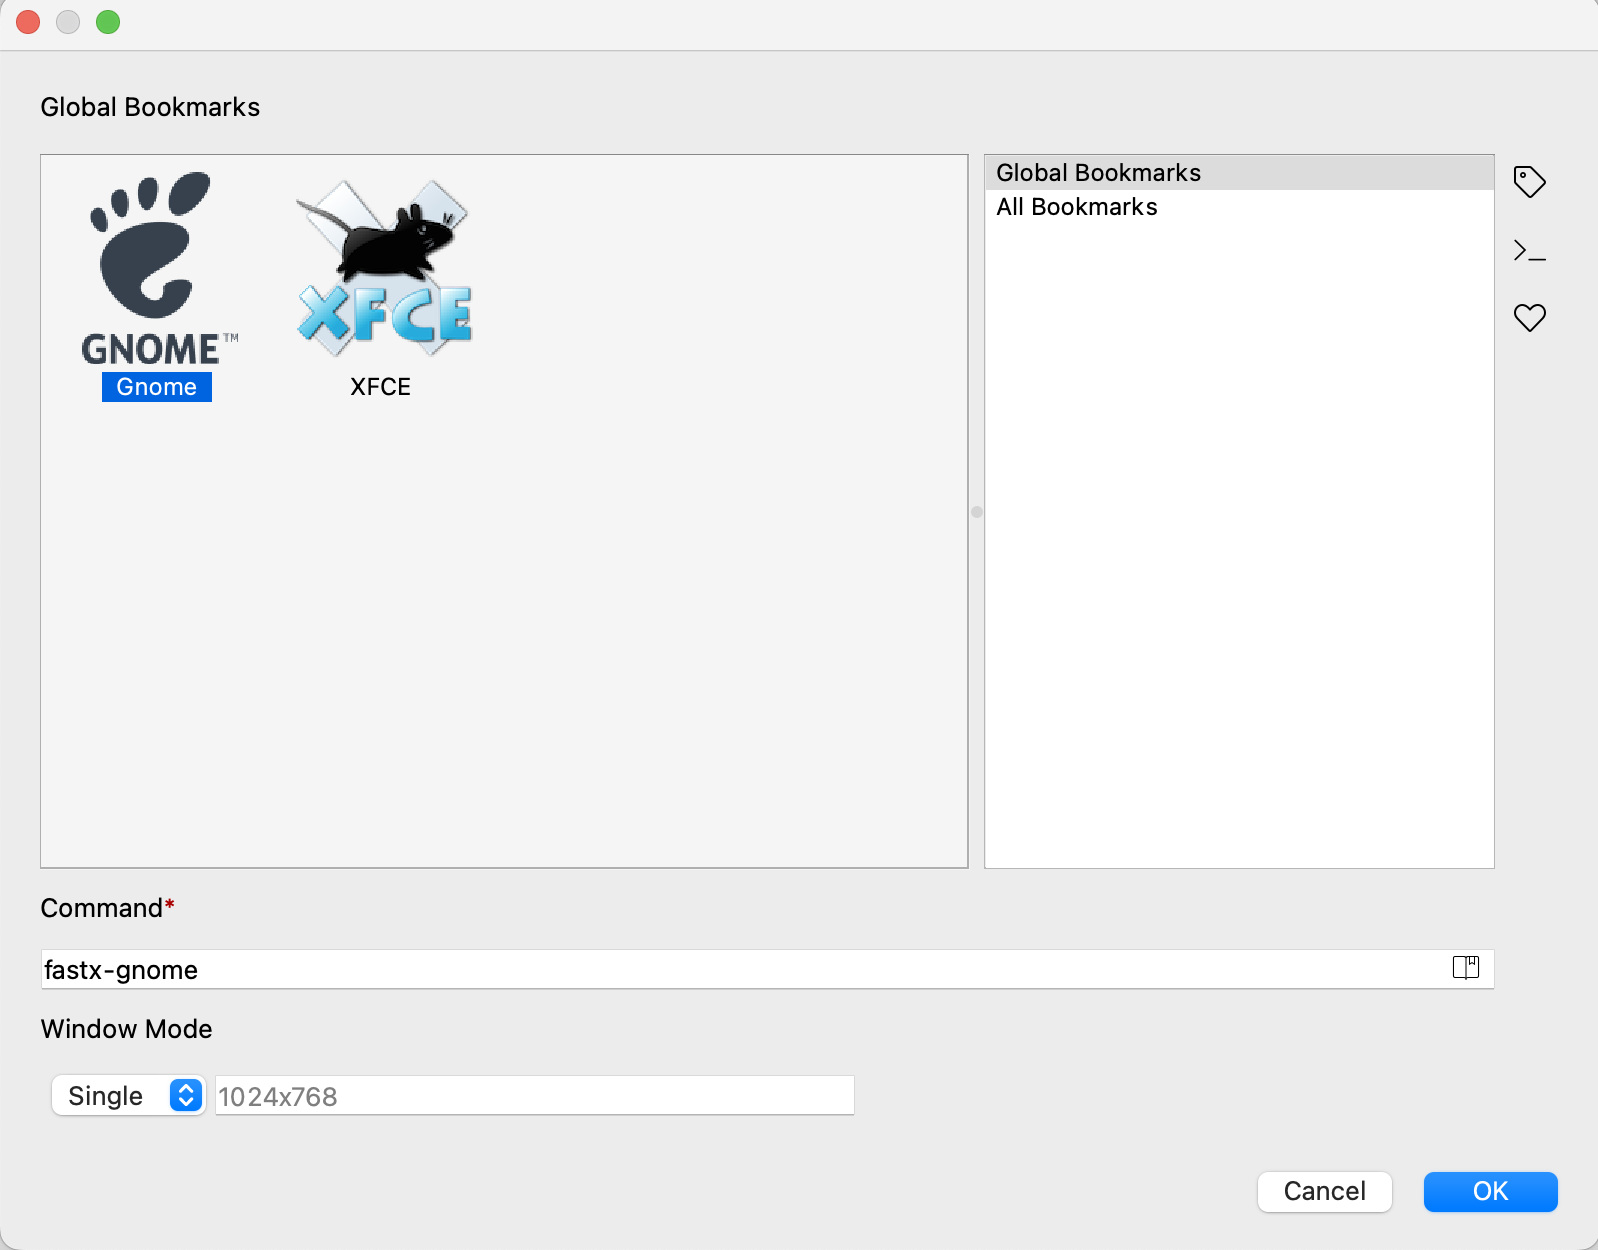 Global Bookmarks
GNOME™
Gnome
XFCE
XFCE
Global Bookmarks
All Bookmarks
Command*
fastx-gnome
Window Mode
Single
1024x768
Cancel
OK